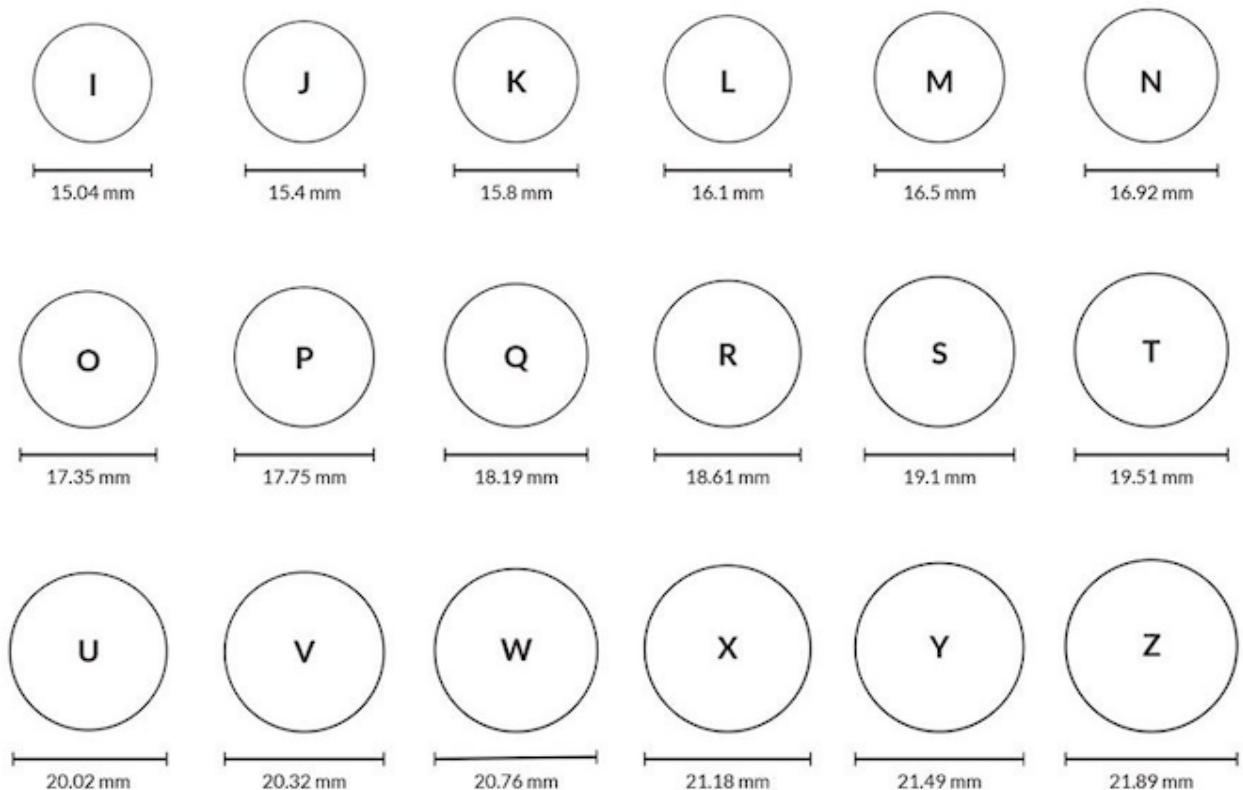 I J K L M N
15.04 mm 15.4 mm 15.8 mm 16.1 mm 16.5 mm 16.92 mm
O P Q R S T
17.35 mm 17.75 mm 18.19 mm 18.61 mm 19.1 mm 19.51 mm
U V W X Y Z
20.02 mm 20.32 mm 20.76 mm 21.18 mm 21.49 mm 21.89 mm